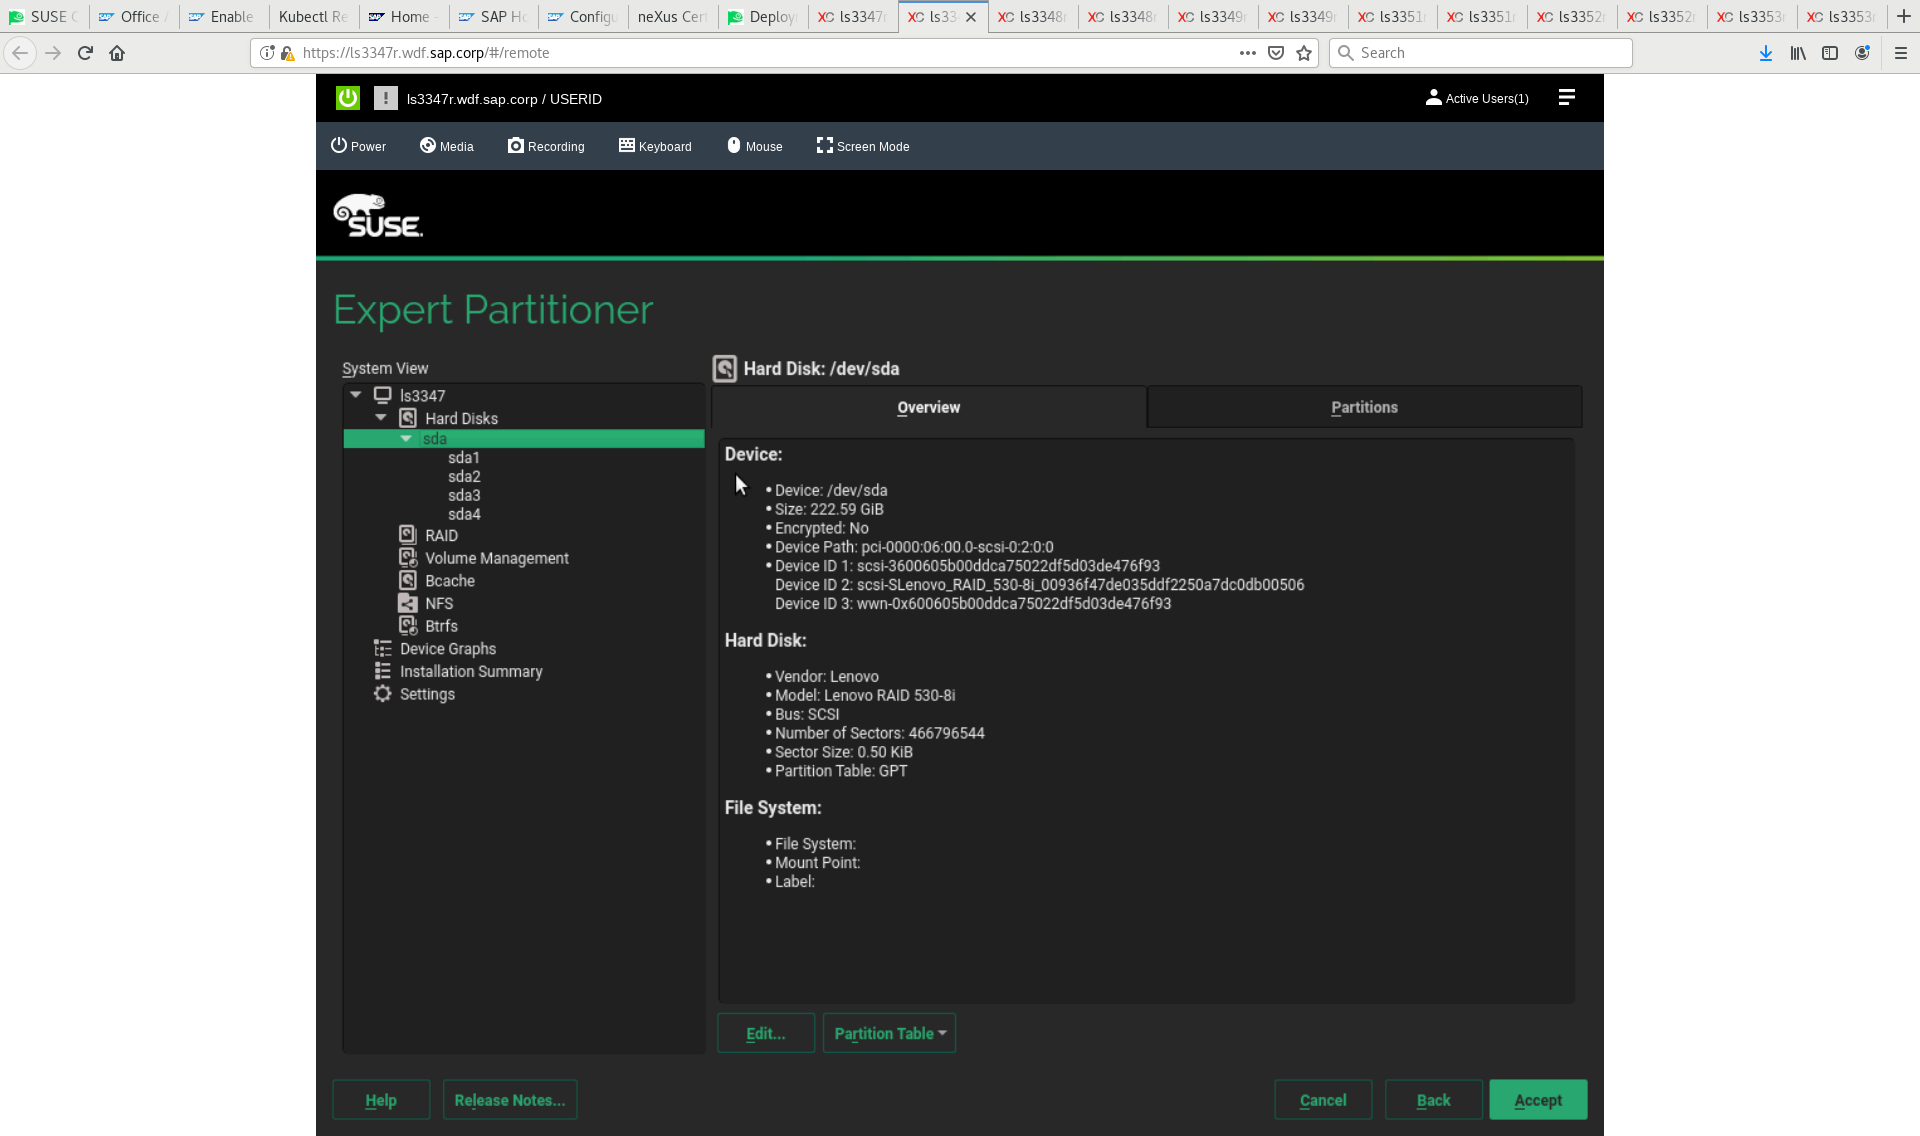 SUSE C
Office
Enable
Kubectl Re
Home
SAP Ho
Configu
neXus Cert
Deploy
ls3347r
ls334
ls3348r
ls3348r
ls3349r
ls3349r
ls3351r
ls3351r
ls3352r
ls3352r
ls3353r
ls3353r
https://ls3347r.wdf.sap.corp/#/remote
Search
ls3347r.wdf.sap.corp / USERID
Active Users(1)
Power
Media
Recording
Keyboard
Mouse
Screen Mode
SUSE.
Expert Partitioner
System View
ls3347
Hard Disks
sda
sda1
sda2
sda3
sda4
RAID
Volume Management
Bcache
NFS
Btrfs
Device Graphs
Installation Summary
Settings
Hard Disk: /dev/sda
Overview
Partitions
Device:
• Device: /dev/sda
• Size: 222.59 GiB
• Encrypted: No
• Device Path: pci-0000:06:00.0-scsi-0:2:0:0
• Device ID 1: scsi-3600605b00ddca75022df5d03de476f93
Device ID 2: scsi-SLenovo_RAID_530-8i_00936f47de035ddf2250a7dc0db00506
Device ID 3: wwn-0x600605b00ddca75022df5d03de476f93
Hard Disk:
• Vendor: Lenovo
• Model: Lenovo RAID 530-8i
• Bus: SCSI
• Number of Sectors: 466796544
• Sector Size: 0.50 KiB
• Partition Table: GPT
File System:
• File System:
• Mount Point:
• Label:
Edit...
Partition Table
Help
Release Notes...
Cancel
Back
Accept